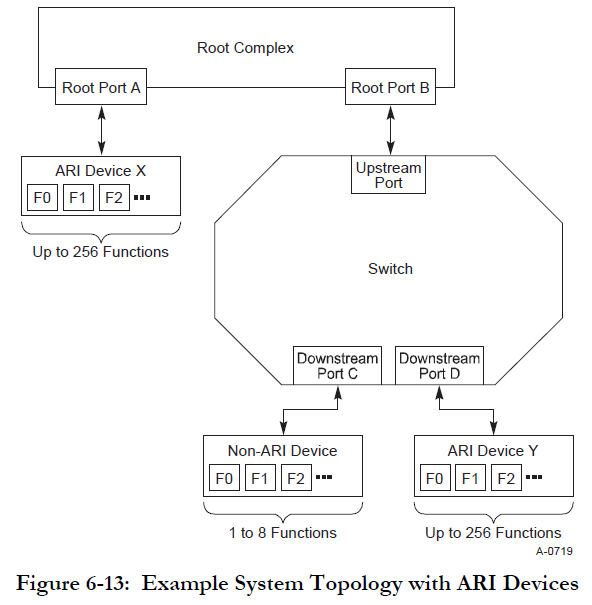 Root Complex
Root Port A
Root Port B
ARI Device X
F0 F1 F2 ...
Up to 256 Functions
Upstream
Port
Switch
Downstream
Port C
Downstream
Port D
Non-ARI Device
F0 F1 F2 ...
1 to 8 Functions
ARI Device Y
F0 F1 F2 ...
Up to 256 Functions
A-0719
Figure 6-13: Example System Topology with ARI Devices